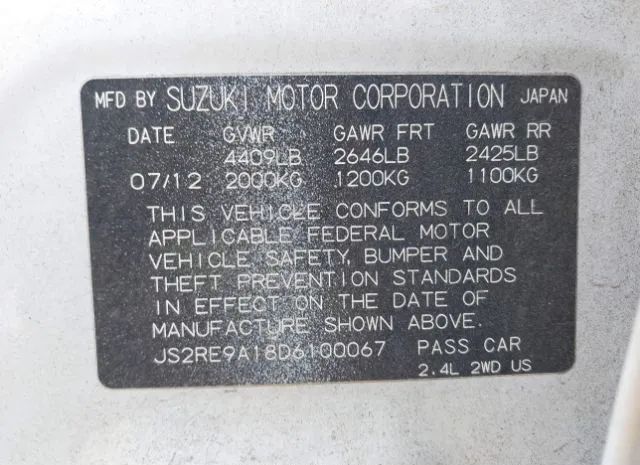 MFD BY SUZUKI MOTOR CORPORATION JAPAN
DATE GVWR GAWR FRT GAWR RR
4409LB 2646LB 2425LB
07/12 2000KG 1200KG 1100KG
THIS VEHICLE CONFORMS TO ALL
APPLICABLE FEDERAL MOTOR
VEHICLE SAFETY, BUMPER AND
THEFT PREVENTION STANDARDS
IN EFFECT ON THE DATE OF
MANUFACTURE SHOWN ABOVE.
JS2RE9A18D6100067 PASS CAR
2.4L 2WD US